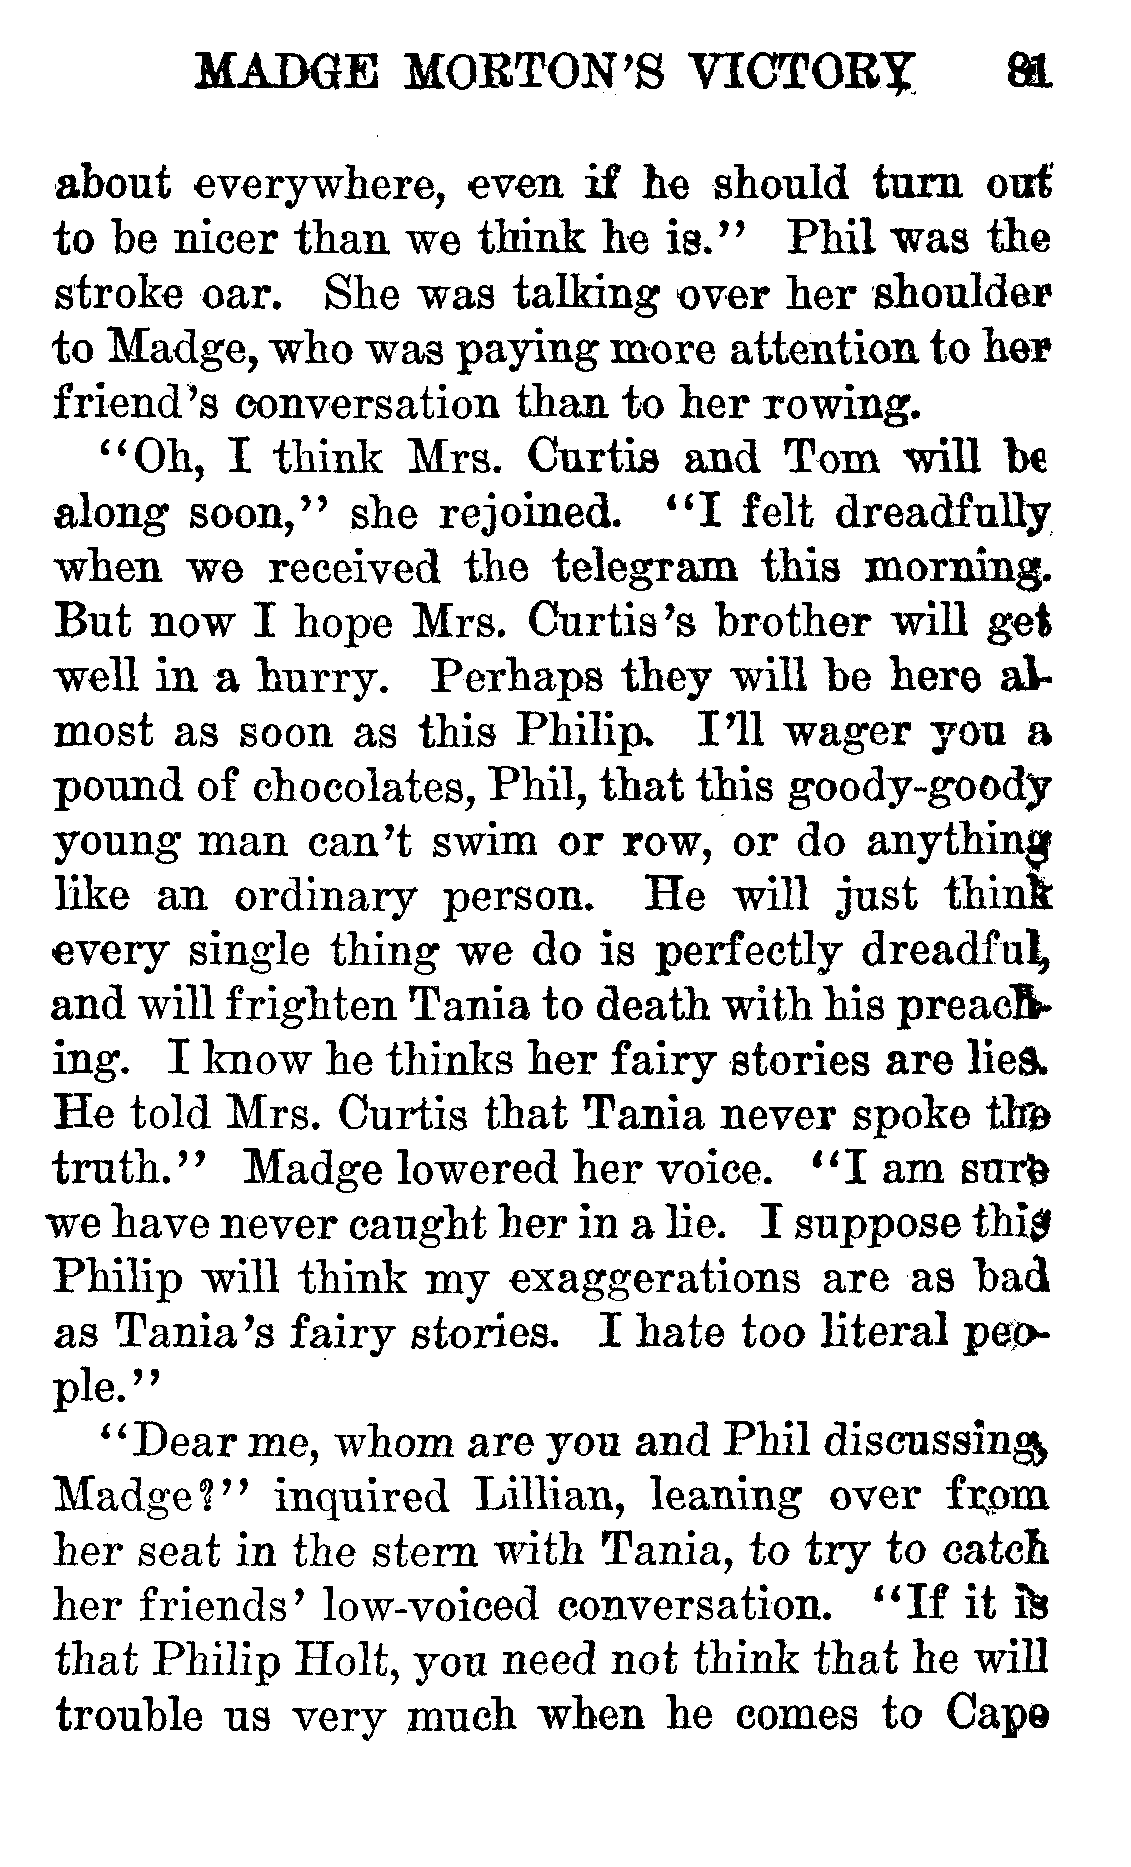 MADGE MORTON'S VICTORY 81
about everywhere, even if he should turn out
to be nicer than we think he is." Phil was the
stroke oar. She was talking over her shoulder
to Madge, who was paying more attention to her
friend's conversation than to her rowing.
"Oh, I think Mrs. Curtis and Tom will be
along soon," she rejoined. "I felt dreadfully
when we received the telegram this morning.
But now I hope Mrs. Curtis's brother will get
well in a hurry. Perhaps they will be here al-
most as soon as this Philip. I'll wager you a
pound of chocolates, Phil, that this goody-goody
young man can't swim or row, or do anything
like an ordinary person. He will just think
every single thing we do is perfectly dreadful,
and will frighten Tania to death with his preach-
ing. I know he thinks her fairy stories are lies.
He told Mrs. Curtis that Tania never spoke the
truth." Madge lowered her voice. "I am sure
we have never caught her in a lie. I suppose this
Philip will think my exaggerations are as bad
as Tania's fairy stories. I hate too literal peo-
ple."
"Dear me, whom are you and Phil discussing,
Madge?" inquired Lillian, leaning over from
her seat in the stern with Tania, to try to catch
her friends' low-voiced conversation. "If it is
that Philip Holt, you need not think that he will
trouble us very much when he comes to Cape